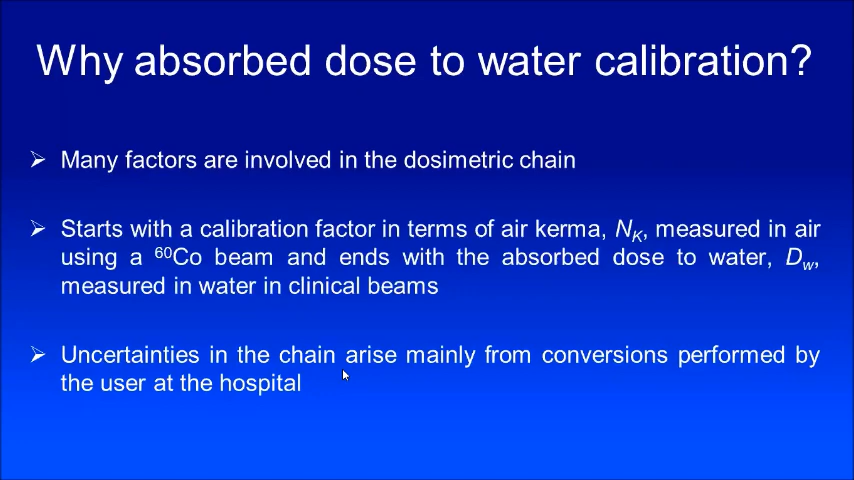 Why absorbed dose to water calibration?
➢ Many factors are involved in the dosimetric chain
➢ Starts with a calibration factor in terms of air kerma, N_K, measured in air
using a ⁶⁰Co beam and ends with the absorbed dose to water, D_w,
measured in water in clinical beams
➢ Uncertainties in the chain arise mainly from conversions performed by
the user at the hospital